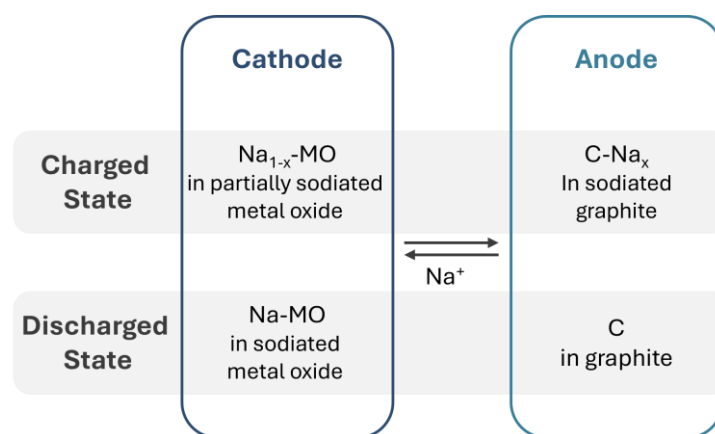 Cathode
Anode
Charged
State
Na₁₋ₓ-MO
in partially sodiated
metal oxide
C-Naₓ
In sodiated
graphite
Na⁺
Discharged
State
Na-MO
in sodiated
metal oxide
C
in graphite